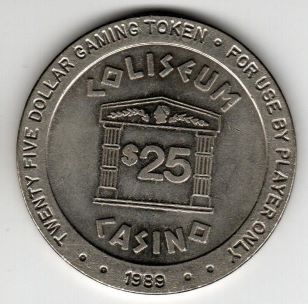 TWENTY FIVE DOLLAR GAMING TOKEN • FOR USE BY PLAYER ONLY
COLISEUM
$25
CASINO
• • 1989 • •